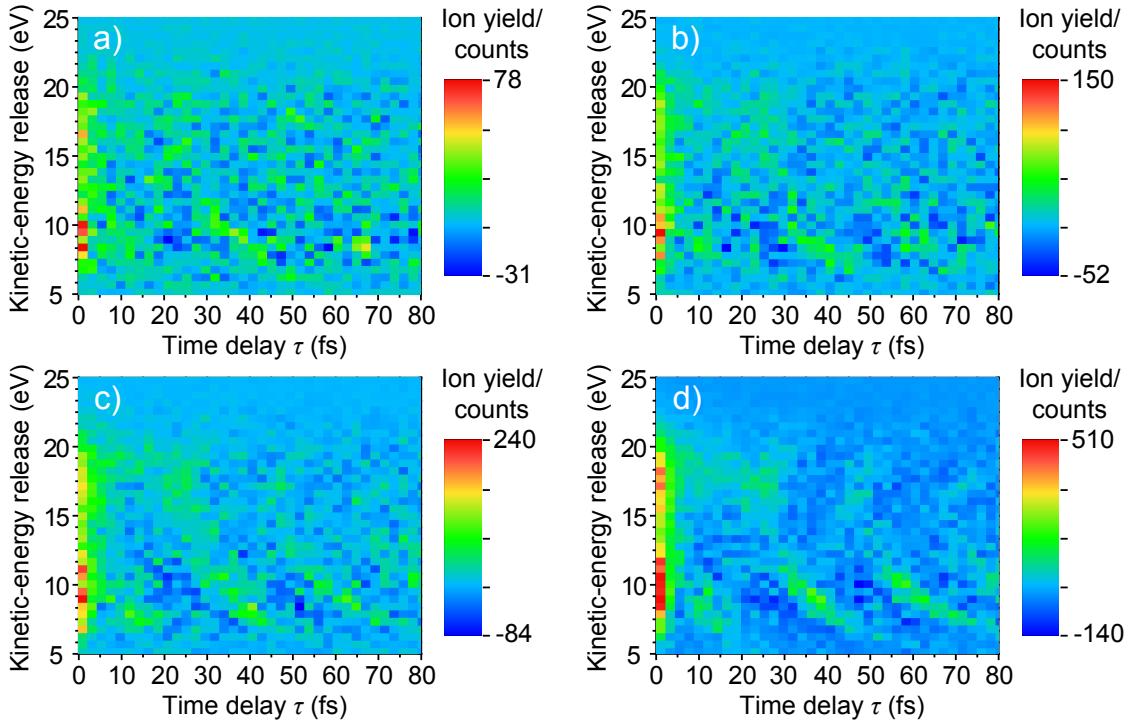 a)
Kinetic-energy release (eV)
25
20
15
10
5
0 10 20 30 40 50 60 70 80
Time delay τ (fs)
Ion yield/
counts
78
-31
b)
Kinetic-energy release (eV)
25
20
15
10
5
0 10 20 30 40 50 60 70 80
Time delay τ (fs)
Ion yield/
counts
150
-52
c)
Kinetic-energy release (eV)
25
20
15
10
5
0 10 20 30 40 50 60 70 80
Time delay τ (fs)
Ion yield/
counts
240
-84
d)
Kinetic-energy release (eV)
25
20
15
10
5
0 10 20 30 40 50 60 70 80
Time delay τ (fs)
Ion yield/
counts
510
-140